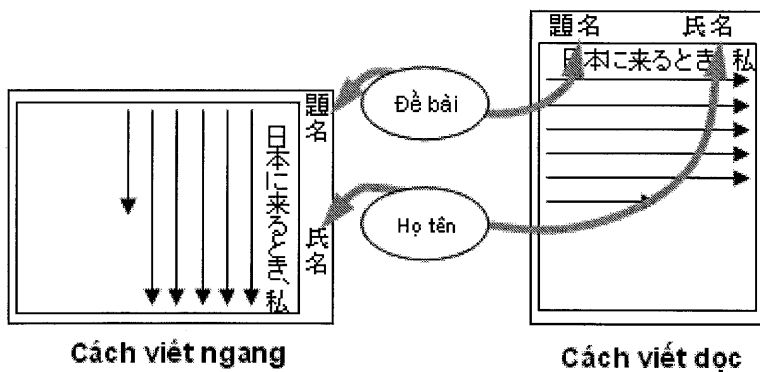 題名
氏名
日本に来るとき、私
Đề bài
Họ tên
題名 氏名
日本に来るとき、私
Cách viết ngang
Cách viết dọc